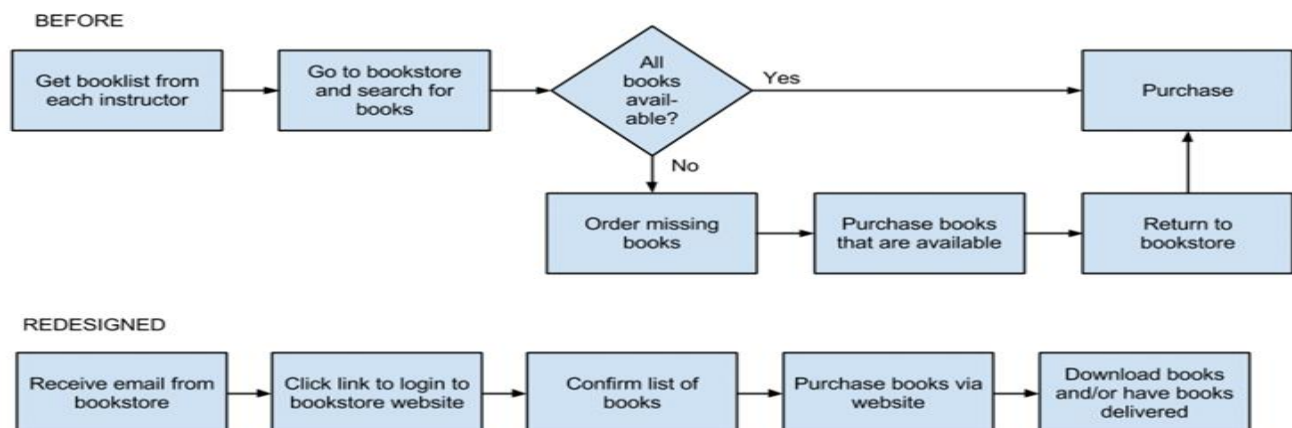 BEFORE
Get booklist from
each instructor
Go to bookstore
and search for
books
All
books
avail-
able?
Yes
Purchase
No
Order missing
books
Purchase books
that are available
Return to
bookstore
REDESIGNED
Receive email from
bookstore
Click link to login to
bookstore website
Confirm list of
books
Purchase books via
website
Download books
and/or have books
delivered